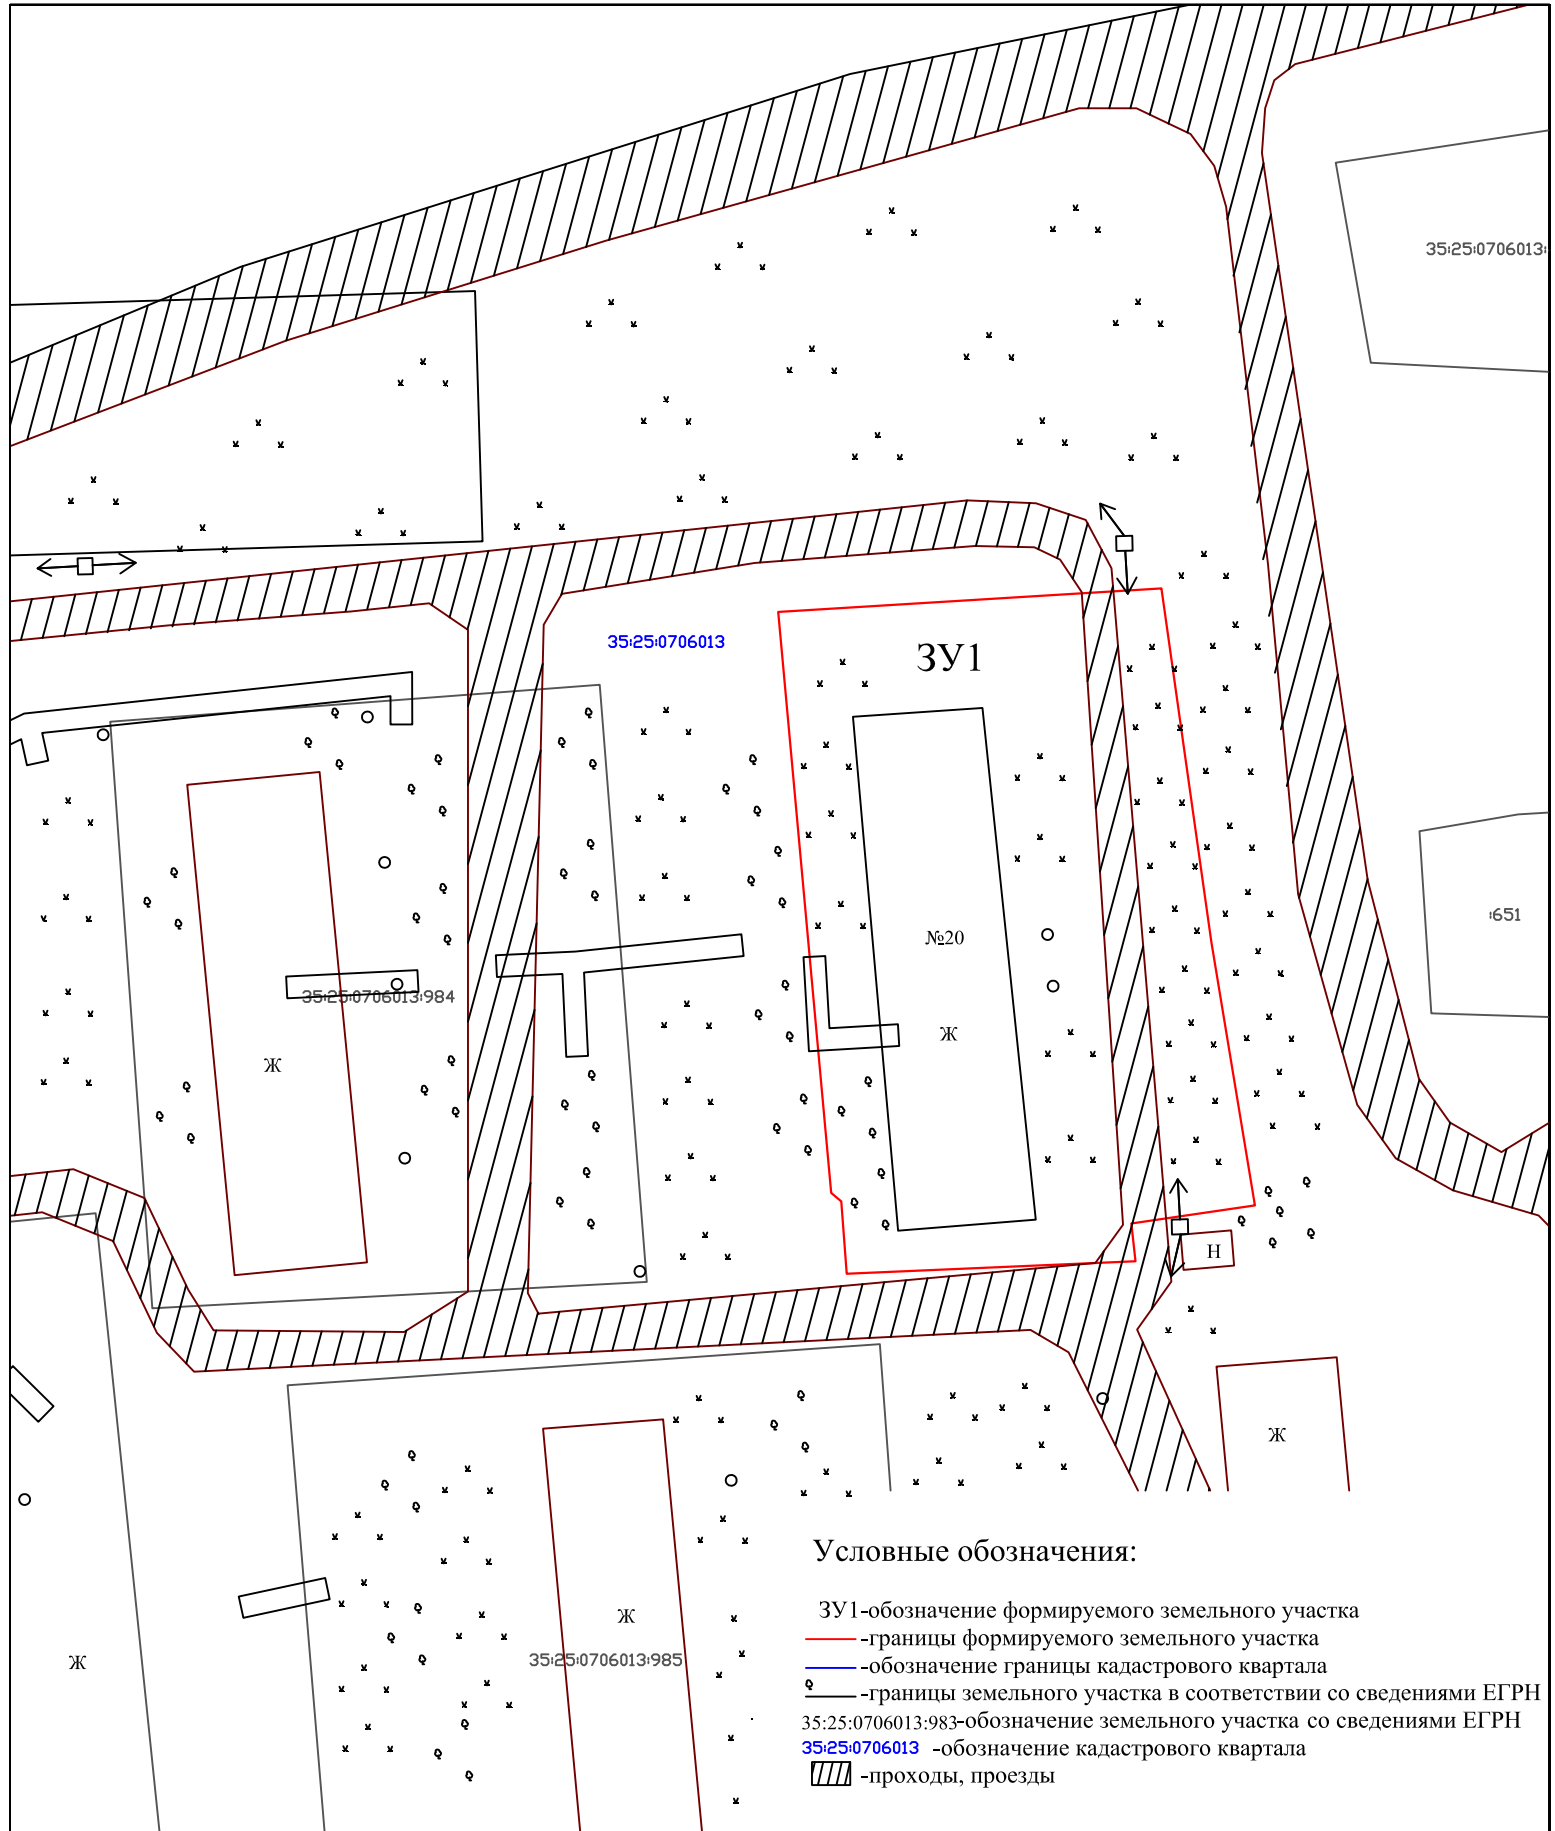 35:25:0706013:
35:25:0706013
ЗУ1
:651
№20
35:25:0706013:984
Ж
Ж
Н
Ж
Ж
35:25:0706013:985
Ж
Условные обозначения:
ЗУ1-обозначение формируемого земельного участка
-границы формируемого земельного участка
-обозначение границы кадастрового квартала
-границы земельного участка в соответствии со сведениями ЕГРН
35:25:0706013:983-обозначение земельного участка со сведениями ЕГРН
35:25:0706013 -обозначение кадастрового квартала
-проходы, проезды